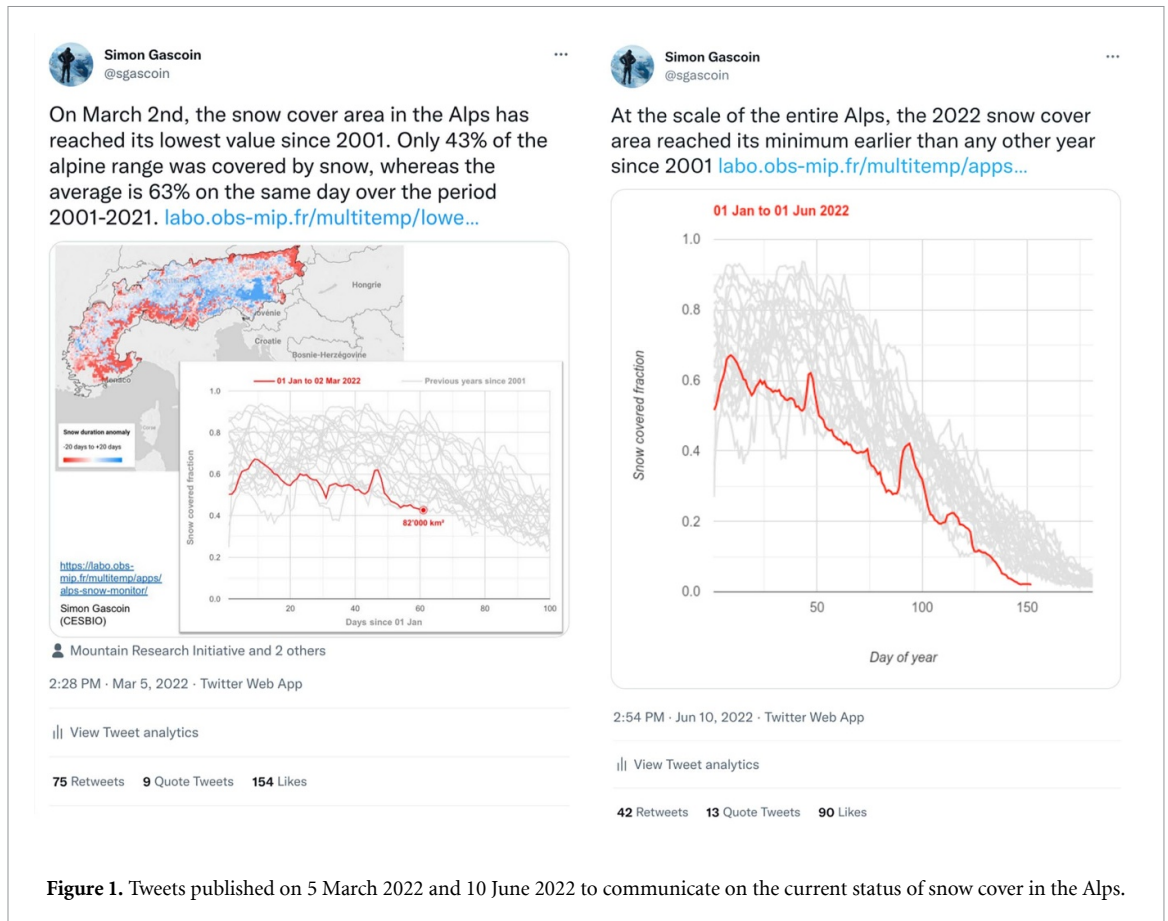 Simon Gascoin
@sgascoin
On March 2nd, the snow cover area in the Alps has
reached its lowest value since 2001. Only 43% of the
alpine range was covered by snow, whereas the
average is 63% on the same day over the period
2001-2021. labo.obs-mip.fr/multitemp/lowe...
Hongrie
Slovénie
Croatie
Bosnie-Herzégovine
Monaco
Snow duration anomaly
-20 days to +20 days
01 Jan to 02 Mar 2022
Previous years since 2001
1.0
0.8
0.6
0.4
0.2
0.0
Snow covered fraction
82'000 km²
20
40
60
80
100
Days since 01 Jan
https://labo.obs-
mip.fr/multitemp/apps/
alps-snow-monitor/
Simon Gascoin
(CESBIO)
Mountain Research Initiative and 2 others
2:28 PM · Mar 5, 2022 · Twitter Web App
View Tweet analytics
75 Retweets 9 Quote Tweets 154 Likes
Simon Gascoin
@sgascoin
At the scale of the entire Alps, the 2022 snow cover
area reached its minimum earlier than any other year
since 2001 labo.obs-mip.fr/multitemp/apps...
01 Jan to 01 Jun 2022
1.0
0.8
0.6
0.4
0.2
0.0
Snow covered fraction
50
100
150
Day of year
2:54 PM · Jun 10, 2022 · Twitter Web App
View Tweet analytics
42 Retweets 13 Quote Tweets 90 Likes
Figure 1. Tweets published on 5 March 2022 and 10 June 2022 to communicate on the current status of snow cover in the Alps.